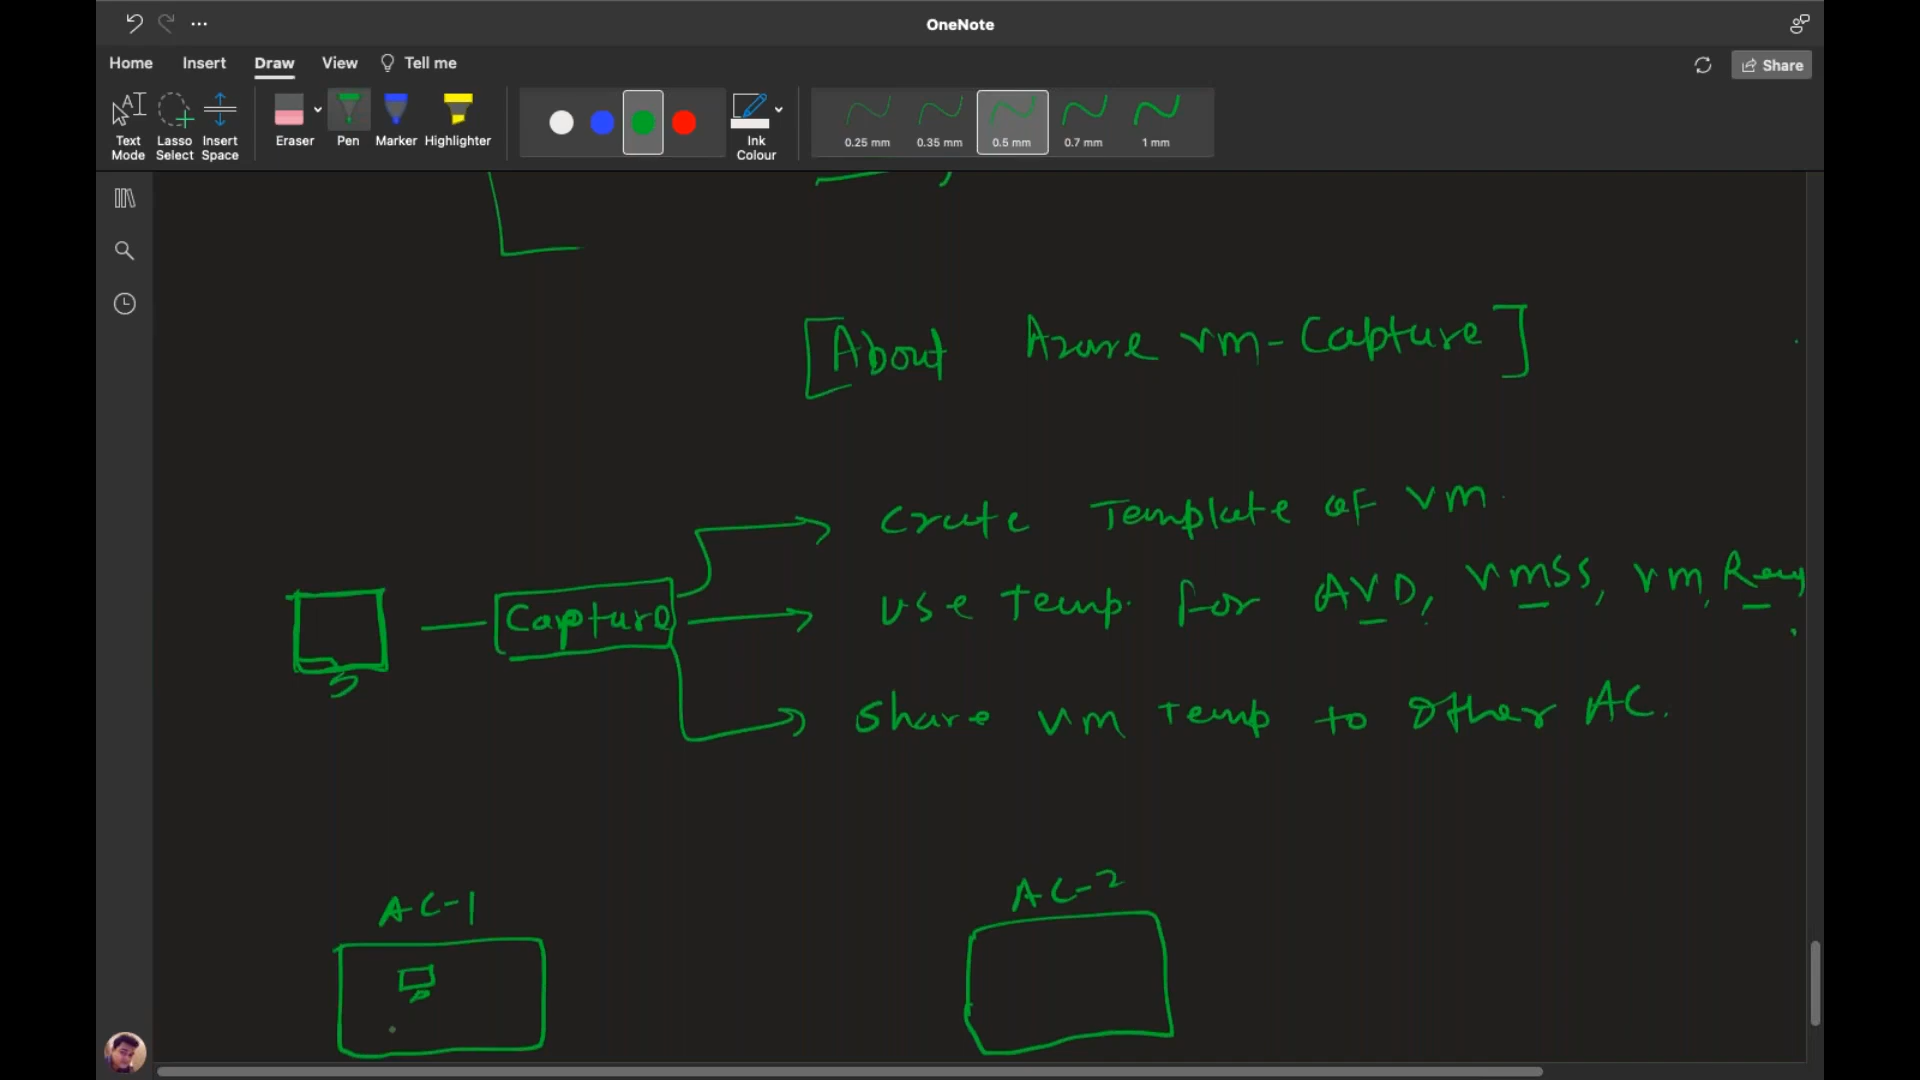 OneNote
Home Insert Draw View Tell me
Share
Text Mode
Lasso Select
Insert Space
Eraser
Pen
Marker
Highlighter
Ink Colour
0.25 mm
0.35 mm
0.5 mm
0.7 mm
1 mm
[About Azure vm-Capture]
Create Template of vm
Capture
use temp. for AVD, VMSS, vm,
Share vm temp to other AC.
AC-1
AC-2